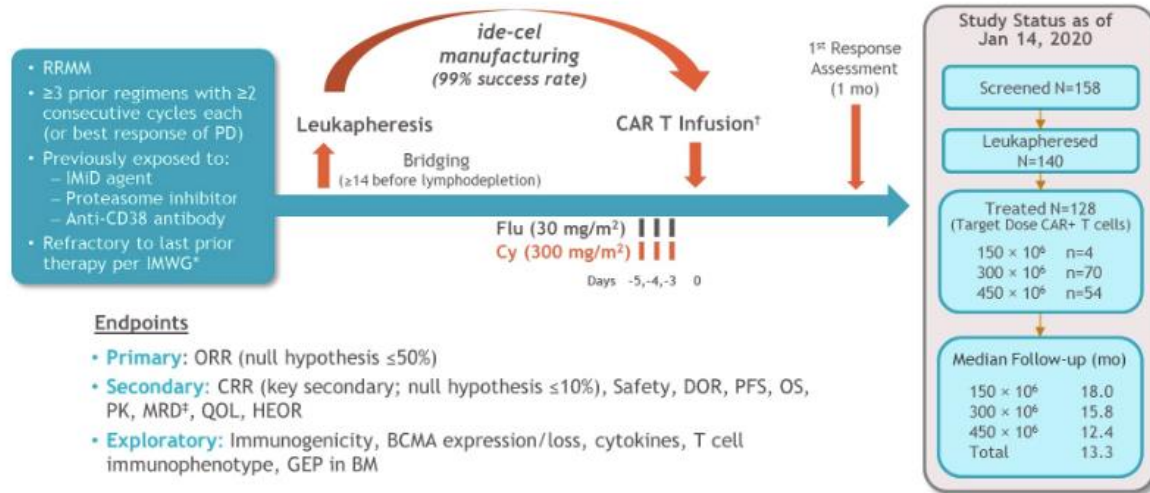 RRMM
≥3 prior regimens with ≥2
consecutive cycles each
(or best response of PD)
Previously exposed to:
– IMiD agent
– Proteasome inhibitor
– Anti-CD38 antibody
Refractory to last prior
therapy per IMWG*
ide-cel
manufacturing
(99% success rate)
Leukapheresis
CAR T Infusion†
1st Response
Assessment
(1 mo)
Bridging
(≥14 before lymphodepletion)
Flu (30 mg/m²)
Cy (300 mg/m²)
Days -5,-4,-3 0
Endpoints
• Primary: ORR (null hypothesis ≤50%)
• Secondary: CRR (key secondary; null hypothesis ≤10%), Safety, DOR, PFS, OS,
PK, MRD‡, QOL, HEOR
• Exploratory: Immunogenicity, BCMA expression/loss, cytokines, T cell
immunophenotype, GEP in BM
Study Status as of
Jan 14, 2020
Screened N=158
Leukapheresed
N=140
Treated N=128
(Target Dose CAR+ T cells)
150 × 10⁶ n=4
300 × 10⁶ n=70
450 × 10⁶ n=54
Median Follow-up (mo)
150 × 10⁶ 18.0
300 × 10⁶ 15.8
450 × 10⁶ 12.4
Total 13.3